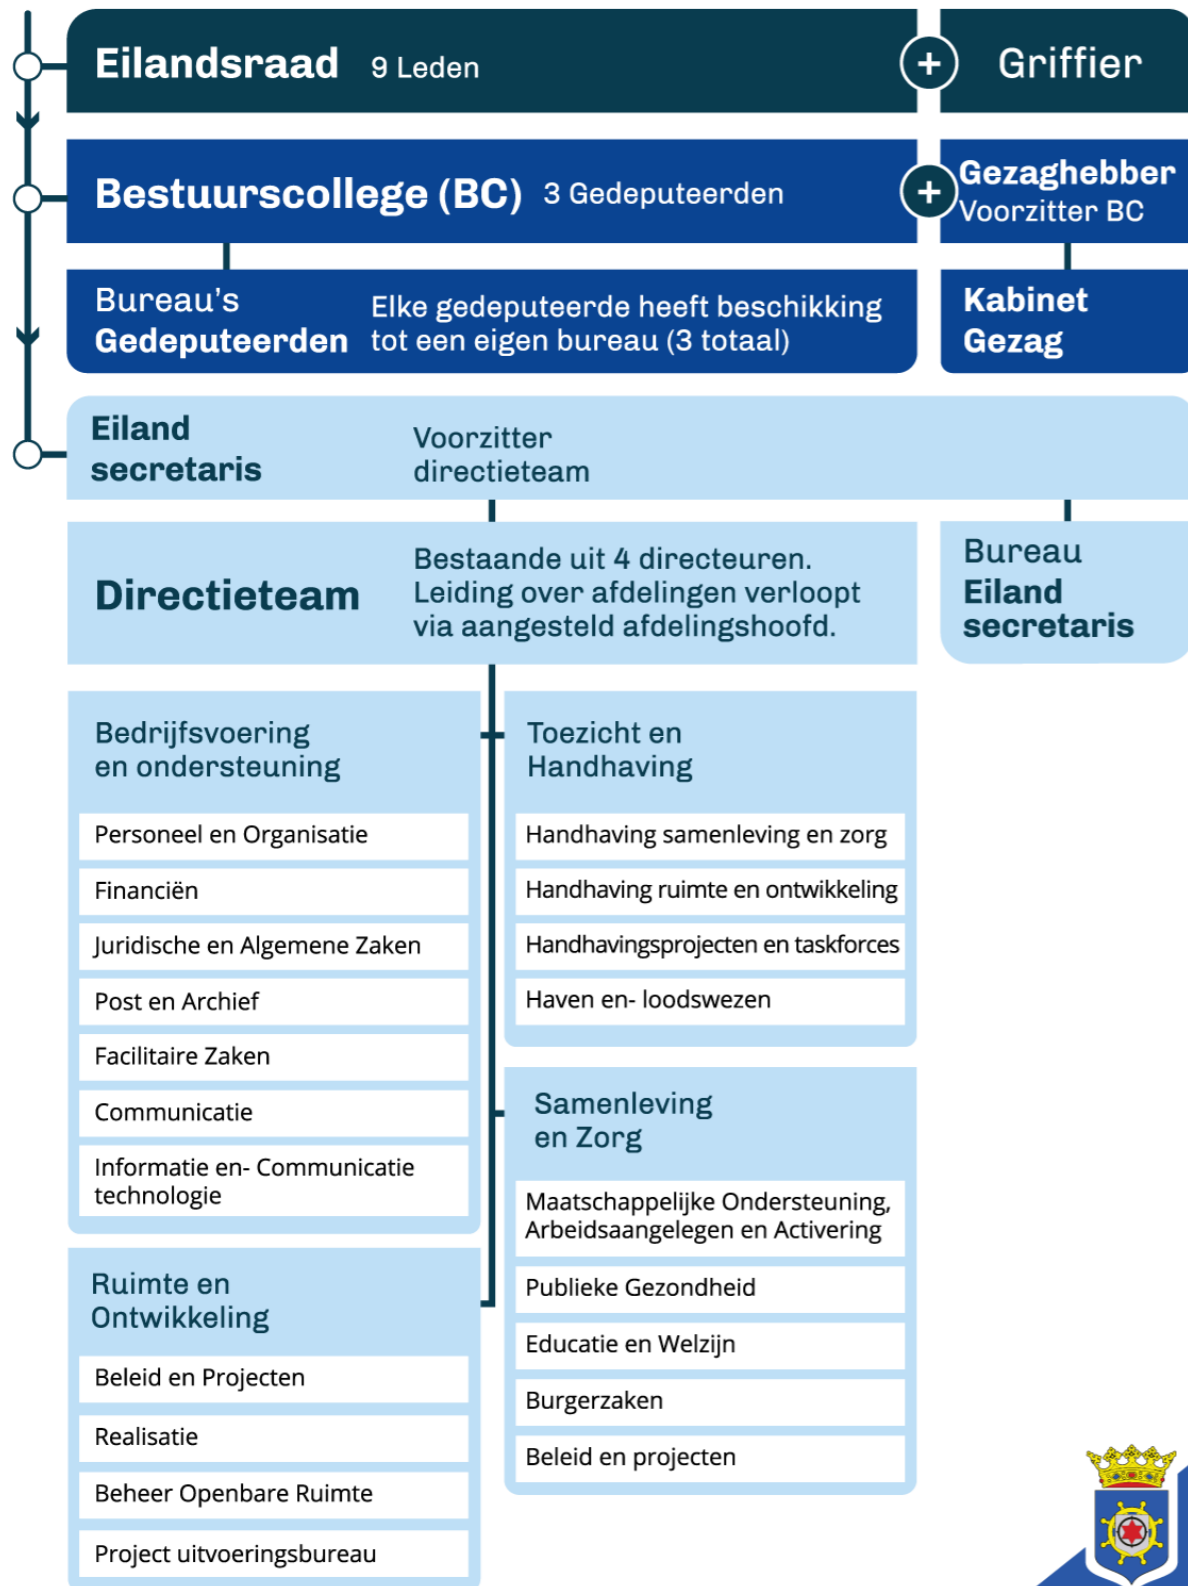 Eilandsraad 9 Leden
+
Griffier
Bestuurscollege (BC) 3 Gedeputeerden
+
Gezaghebber
Voorzitter BC
Bureau's
Gedeputeerden
Elke gedeputeerde heeft beschikking
tot een eigen bureau (3 totaal)
Kabinet
Gezag
Eiland
secretaris
Voorzitter
directieteam
Directieteam
Bestaande uit 4 directeuren.
Leiding over afdelingen verloopt
via aangesteld afdelingshoofd.
Bureau
Eiland
secretaris
Bedrijfsvoering
en ondersteuning
Personeel en Organisatie
Financiën
Juridische en Algemene Zaken
Post en Archief
Facilitaire Zaken
Communicatie
Informatie en- Communicatie
technologie
Toezicht en
Handhaving
Handhaving samenleving en zorg
Handhaving ruimte en ontwikkeling
Handhavingsprojecten en taskforces
Haven en- loodswezen
Samenleving
en Zorg
Maatschappelijke Ondersteuning,
Arbeidsaangelegen en Activering
Publieke Gezondheid
Educatie en Welzijn
Burgerzaken
Beleid en projecten
Ruimte en
Ontwikkeling
Beleid en Projecten
Realisatie
Beheer Openbare Ruimte
Project uitvoeringsbureau